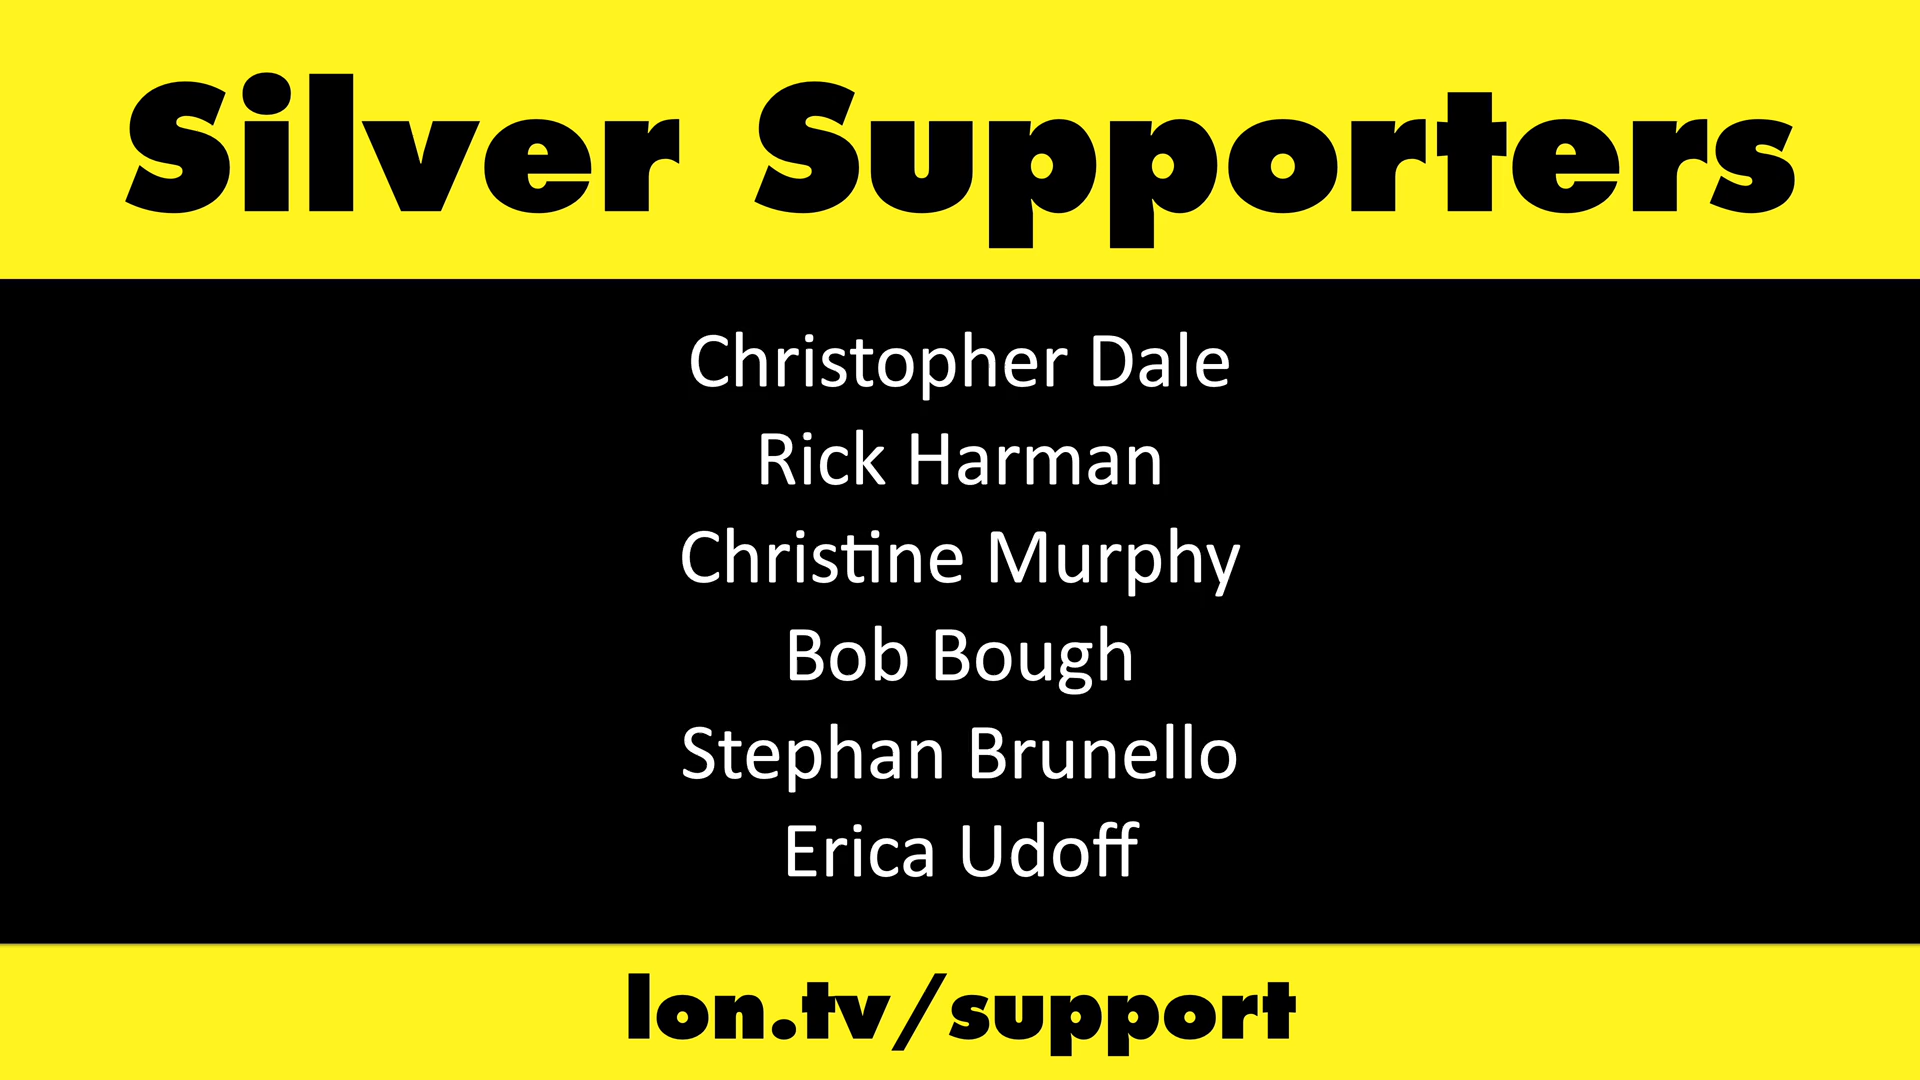 Silver Supporters
Christopher Dale
Rick Harman
Christine Murphy
Bob Bough
Stephan Brunello
Erica Udoff
lon.tv/support